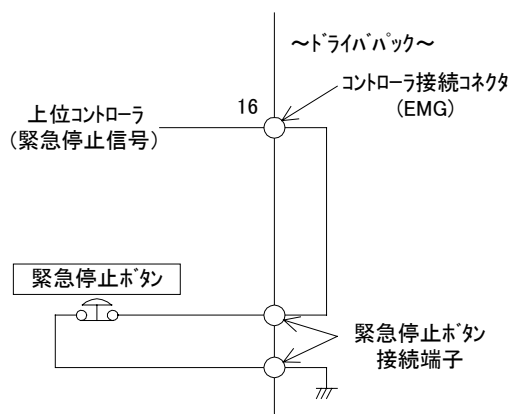 ～ﾄﾞﾗｲﾊﾞﾊﾟｯｸ～
ｺﾝﾄﾛｰﾗ接続ｺﾈｸﾀ
(EMG)
16
上位ｺﾝﾄﾛｰﾗ
(緊急停止信号)
緊急停止ﾎﾞﾀﾝ
緊急停止ﾎﾞﾀﾝ
接続端子